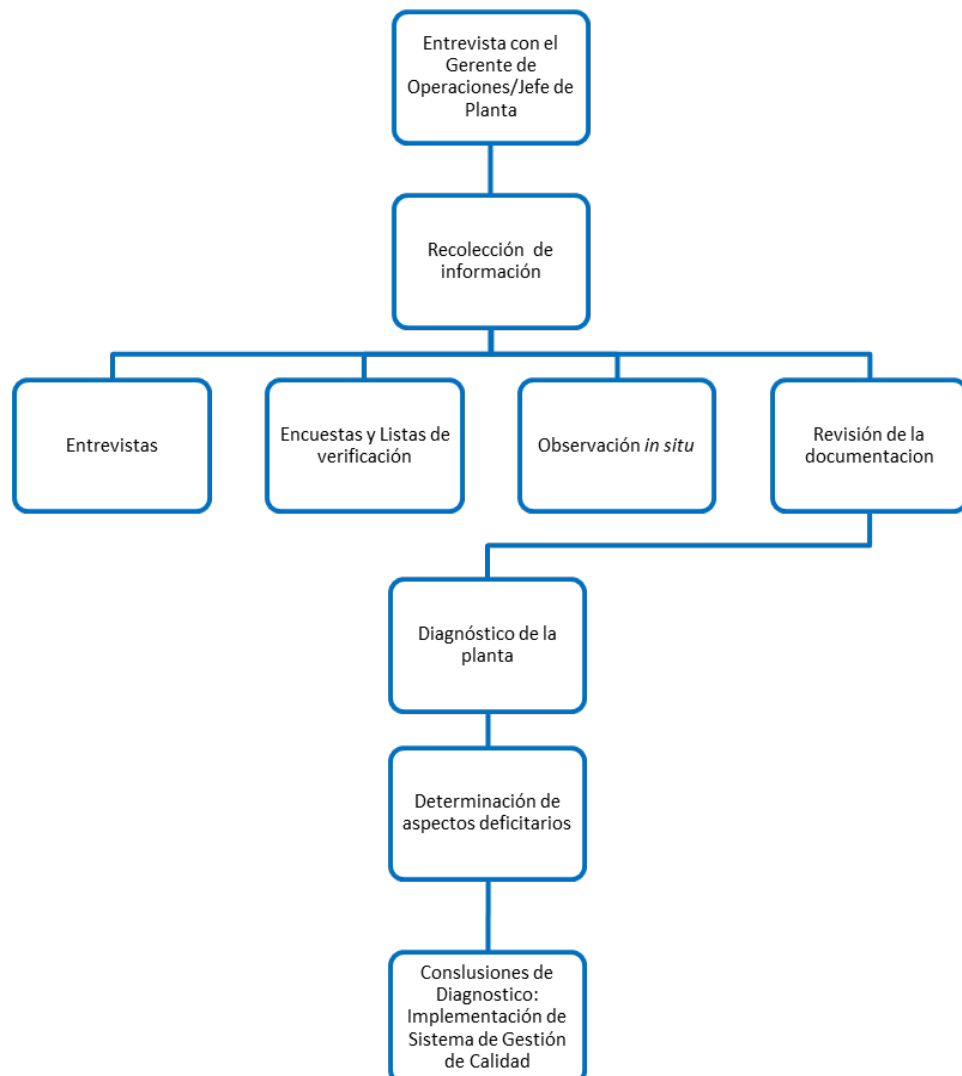 Entrevista con el
Gerente de
Operaciones/Jefe de
Planta
Recolección de
información
Entrevistas
Encuestas y Listas de
verificación
Observación in situ
Revisión de la
documentacion
Diagnóstico de la
planta
Determinación de
aspectos deficitarios
Conslusiones de
Diagnostico:
Implementación de
Sistema de Gestión
de Calidad